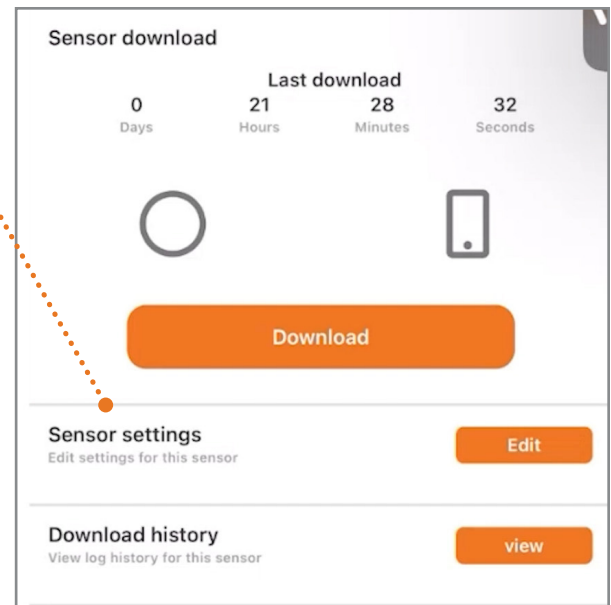 Sensor download
Last download
0 21 28 32
Days Hours Minutes Seconds
Download
Sensor settings
Edit settings for this sensor
Edit
Download history
View log history for this sensor
view